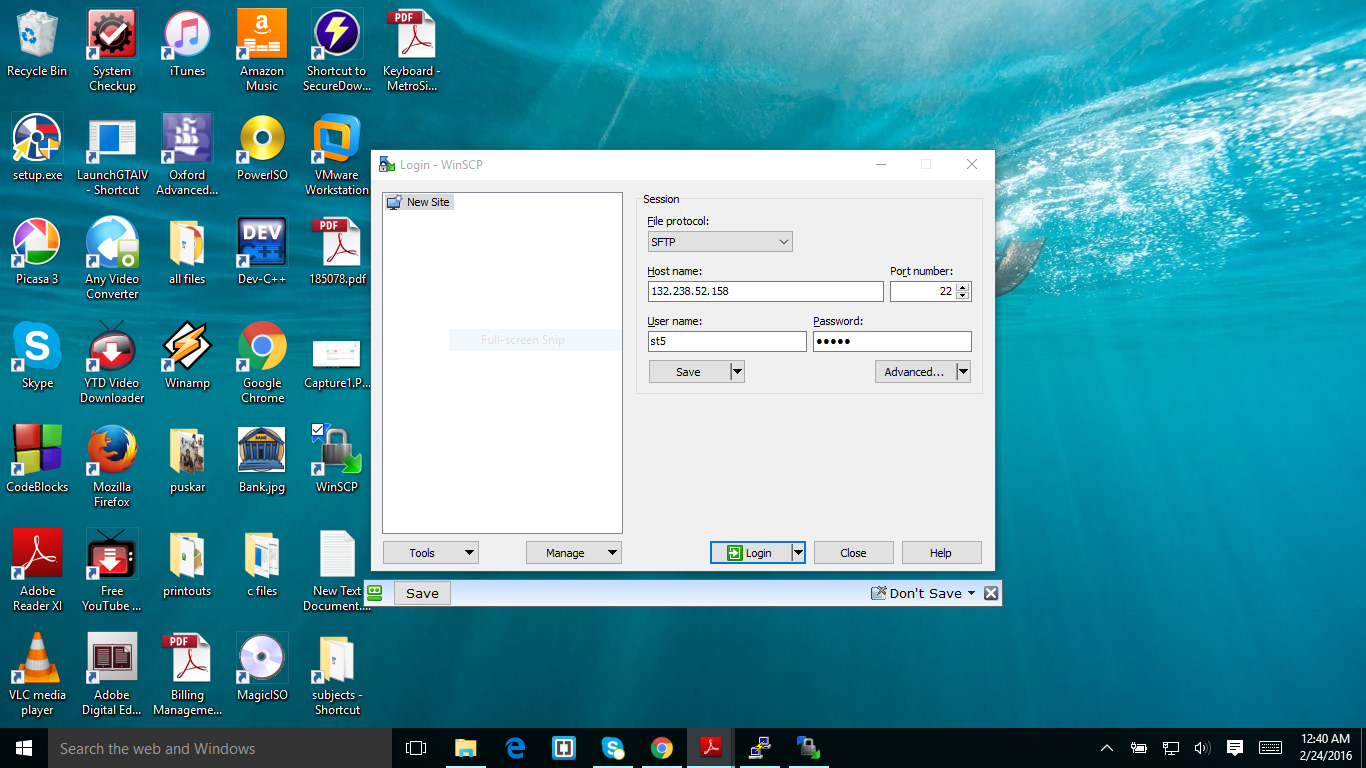 Recycle Bin
System
Checkup
iTunes
Amazon
Music
Shortcut to
SecureDow...
PDF
Keyboard -
MetroSi...
setup.exe
LaunchGTAIV
- Shortcut
Oxford
Advanced...
PowerISO
VMware
Workstation
Picasa 3
Any Video
Converter
all files
DEV
C++
Dev-C++
PDF
185078.pdf
Skype
YTD Video
Downloader
Winamp
Google
Chrome
Capture1.P...
CodeBlocks
Mozilla
Firefox
puskar
BANK
Bank.jpg
WinSCP
Adobe
Reader XI
Free
YouTube ...
printouts
c files
New Text
Document....
VLC media
player
Adobe
Digital Ed...
PDF
Billing
Manageme...
MagicISO
subjects -
Shortcut
Login - WinSCP
New Site
Full-screen Snip
Session
File protocol:
SFTP
Host name:
Port number:
132.238.52.158
22
User name:
Password:
st5
●●●●●
Save
Advanced...
Tools
Manage
Login
Close
Help
Save
Don't Save
Search the web and Windows
12:40 AM
2/24/2016